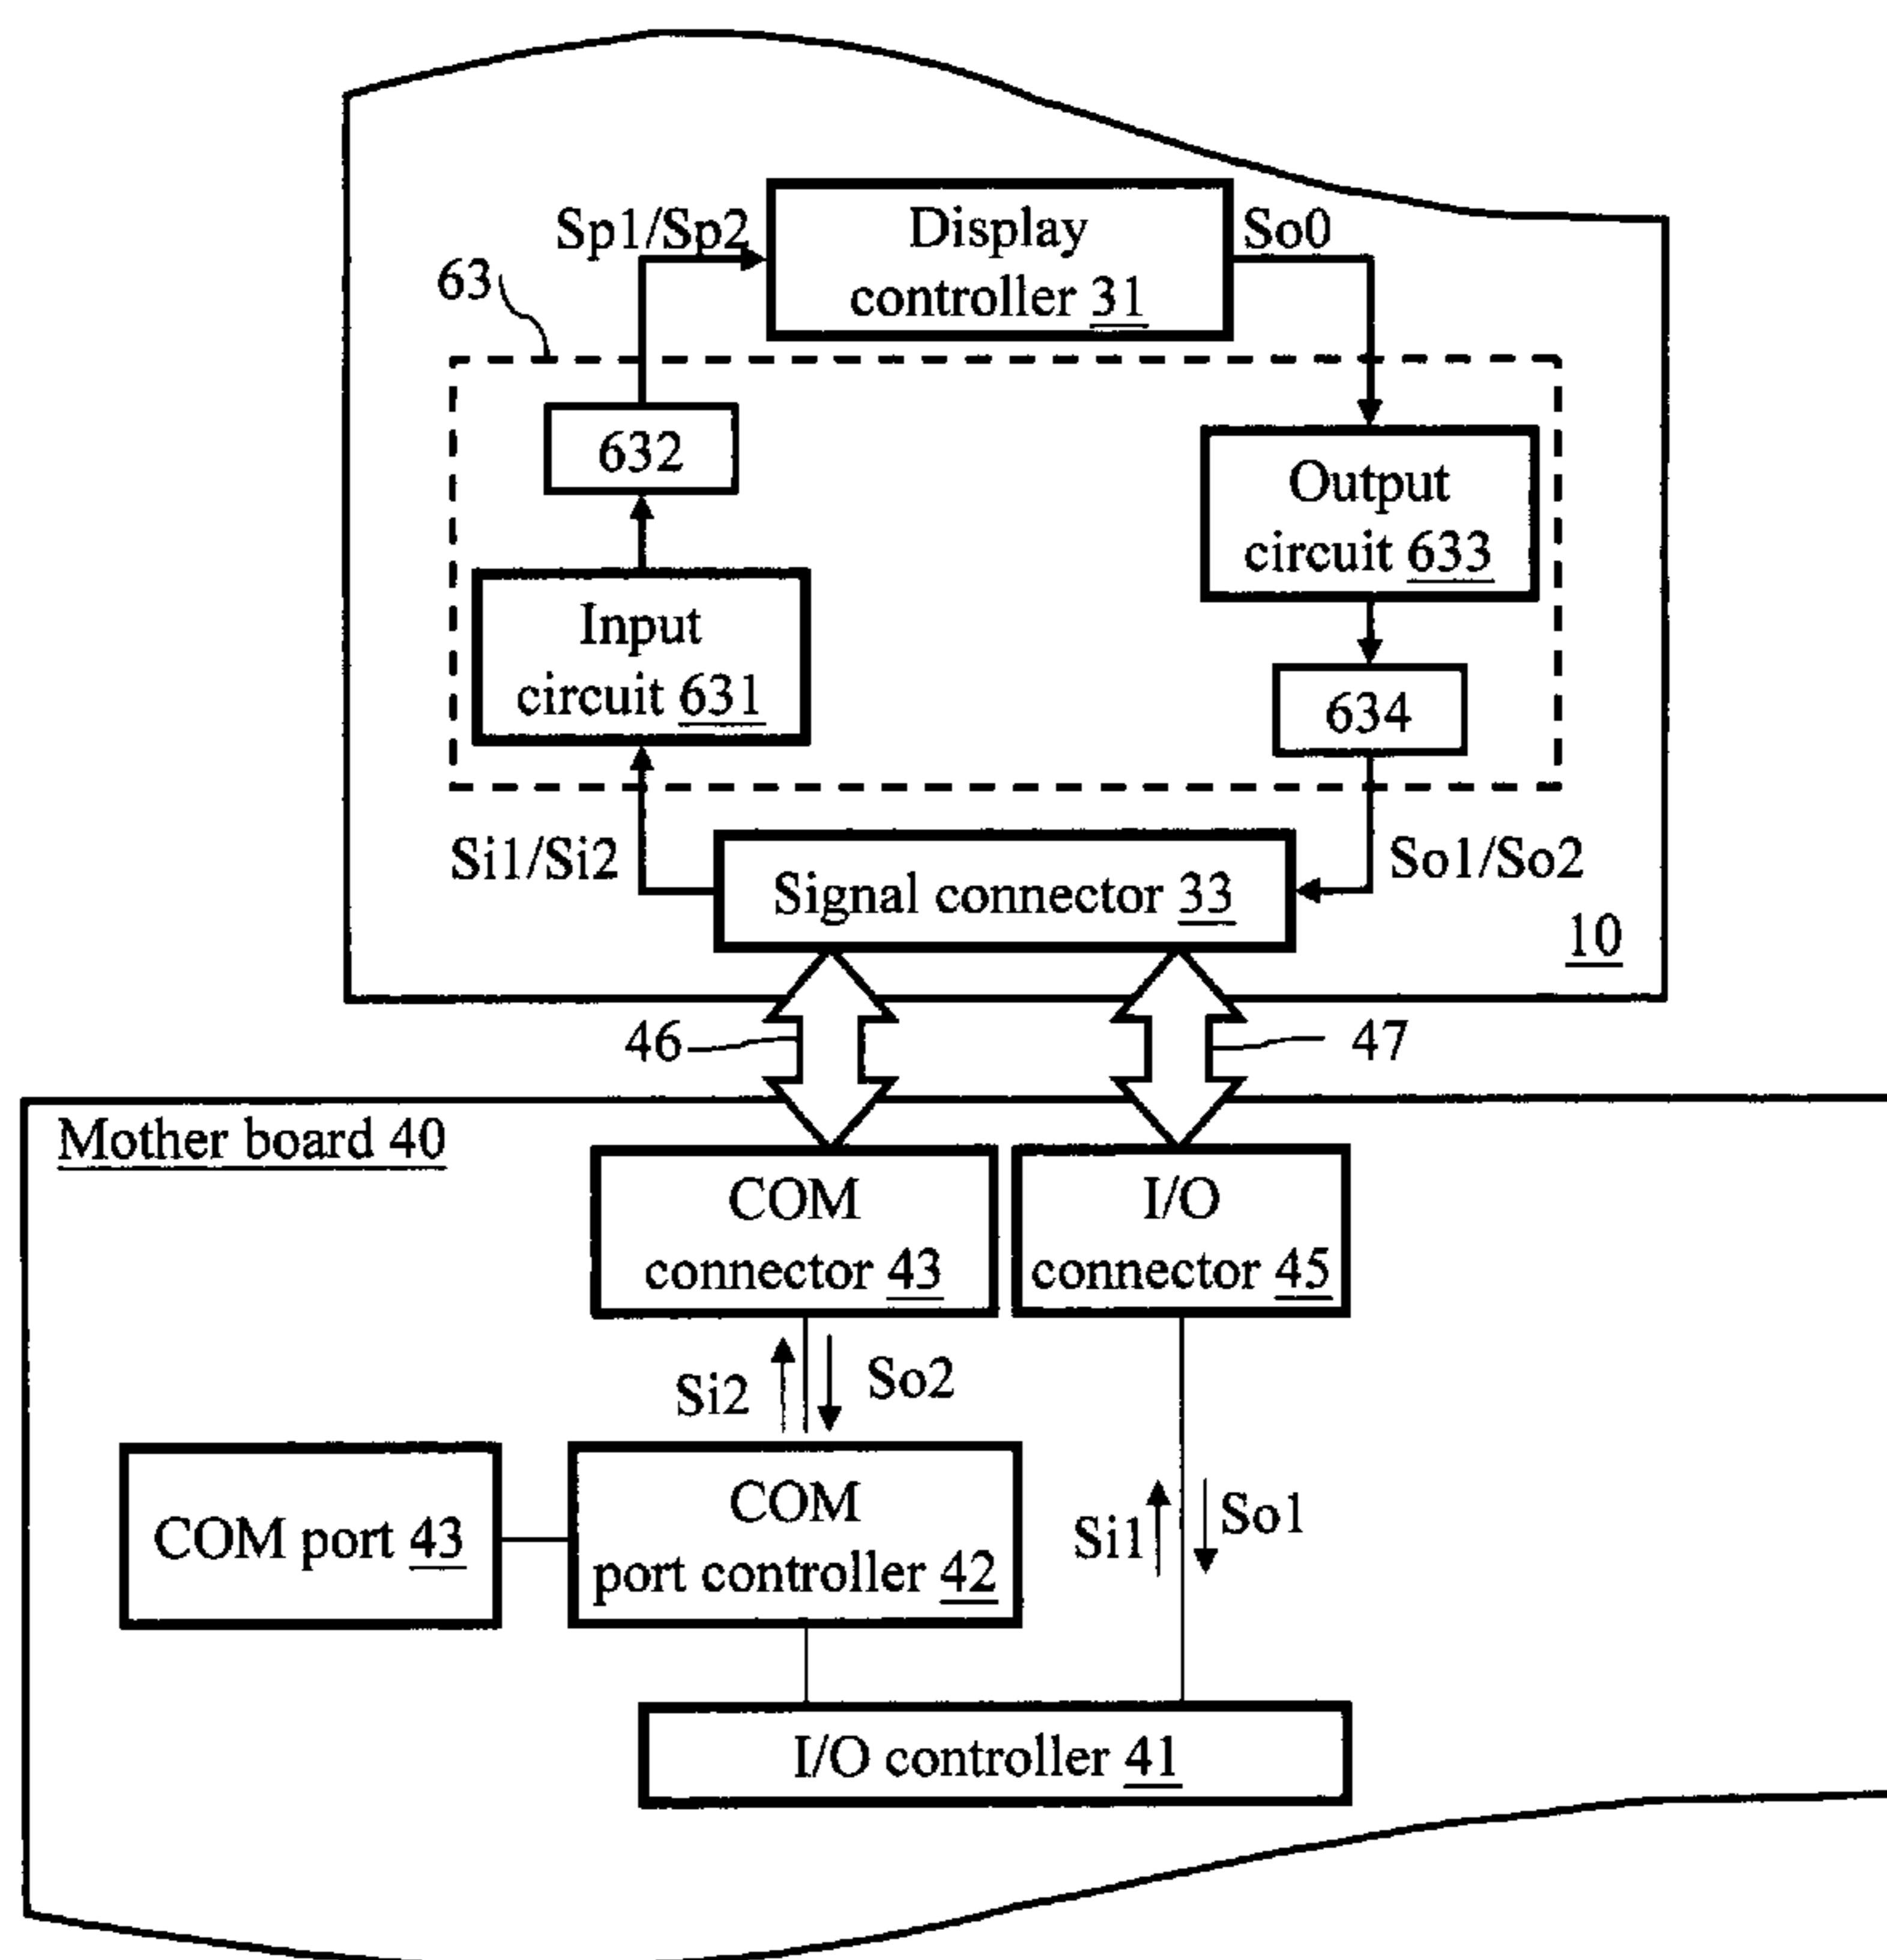 Sp1/Sp2
Display
controller 31
So0
63
632
Output
circuit 633
Input
circuit 631
634
Si1/Si2
Signal connector 33
So1/So2
10
46
47
Mother board 40
COM
connector 43
I/O
connector 45
Si2
So2
COM port 43
COM
port controller 42
Si1
So1
I/O controller 41